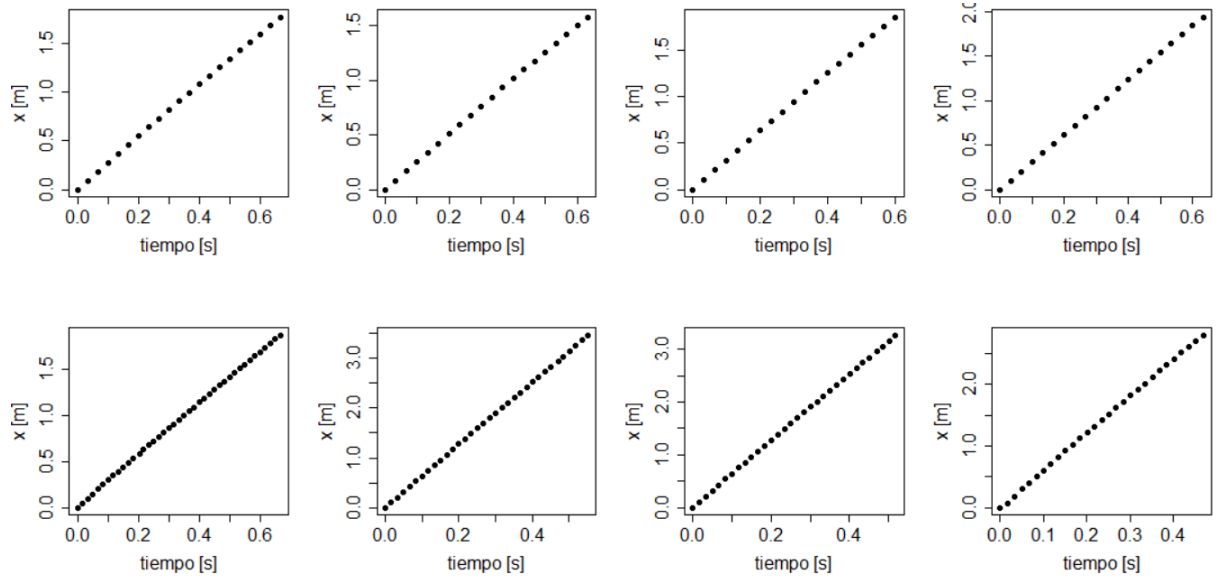 x [m]
0.0 0.5 1.0 1.5
0.0 0.2 0.4 0.6
tiempo [s]
x [m]
0.0 0.5 1.0 1.5
0.0 0.2 0.4 0.6
tiempo [s]
x [m]
0.0 0.5 1.0 1.5
0.0 0.2 0.4 0.6
tiempo [s]
x [m]
0.0 0.5 1.0 1.5 2.0
0.0 0.2 0.4 0.6
tiempo [s]
x [m]
0.0 0.5 1.0 1.5
0.0 0.2 0.4 0.6
tiempo [s]
x [m]
0.0 1.0 2.0 3.0
0.0 0.2 0.4
tiempo [s]
x [m]
0.0 1.0 2.0 3.0
0.0 0.2 0.4
tiempo [s]
x [m]
0.0 1.0 2.0
0.0 0.1 0.2 0.3 0.4
tiempo [s]